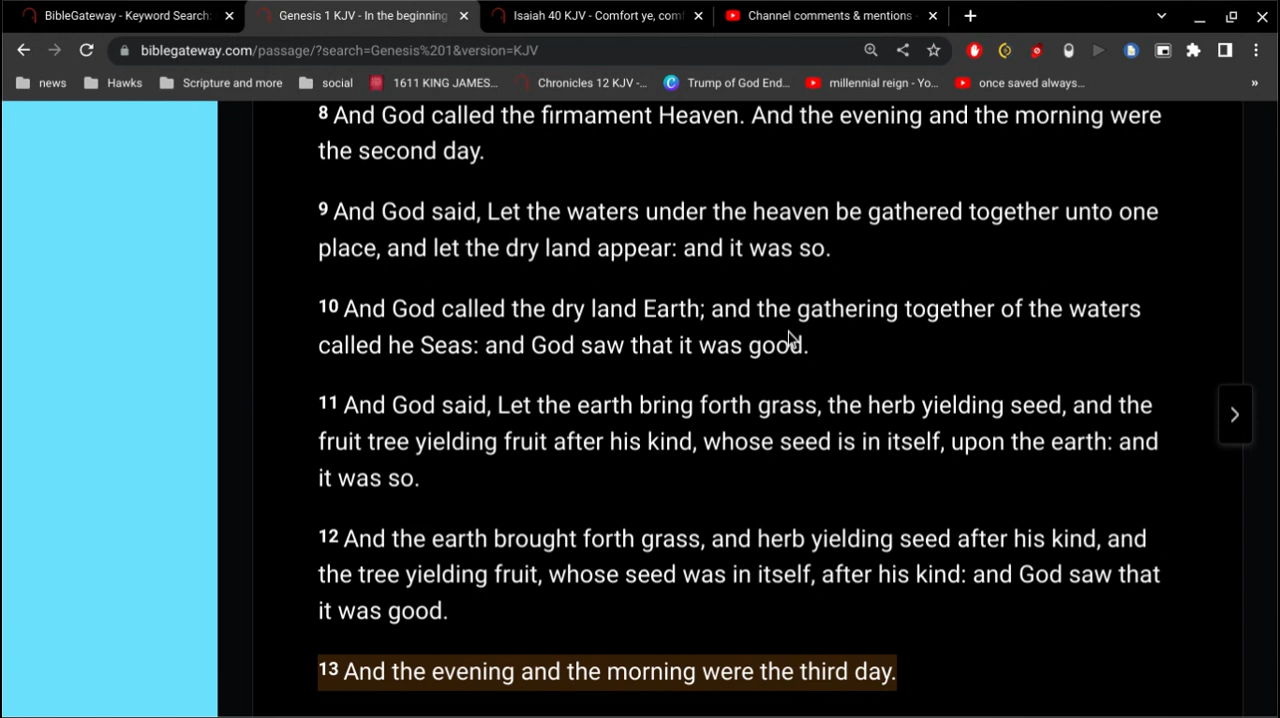 BibleGateway - Keyword Search:
Genesis 1 KJV - In the beginning
Isaiah 40 KJV - Comfort ye, comf
Channel comments & mentions -
biblegateway.com/passage/?search=Genesis%201&version=KJV
news
Hawks
Scripture and more
social
1611 KING JAMES...
Chronicles 12 KJV -...
Trump of God End...
millennial reign - Yo...
once saved always...
»
8 And God called the firmament Heaven. And the evening and the morning were
the second day.
9 And God said, Let the waters under the heaven be gathered together unto one
place, and let the dry land appear: and it was so.
10 And God called the dry land Earth; and the gathering together of the waters
called he Seas: and God saw that it was good.
11 And God said, Let the earth bring forth grass, the herb yielding seed, and the
fruit tree yielding fruit after his kind, whose seed is in itself, upon the earth: and
it was so.
12 And the earth brought forth grass, and herb yielding seed after his kind, and
the tree yielding fruit, whose seed was in itself, after his kind: and God saw that
it was good.
13 And the evening and the morning were the third day.